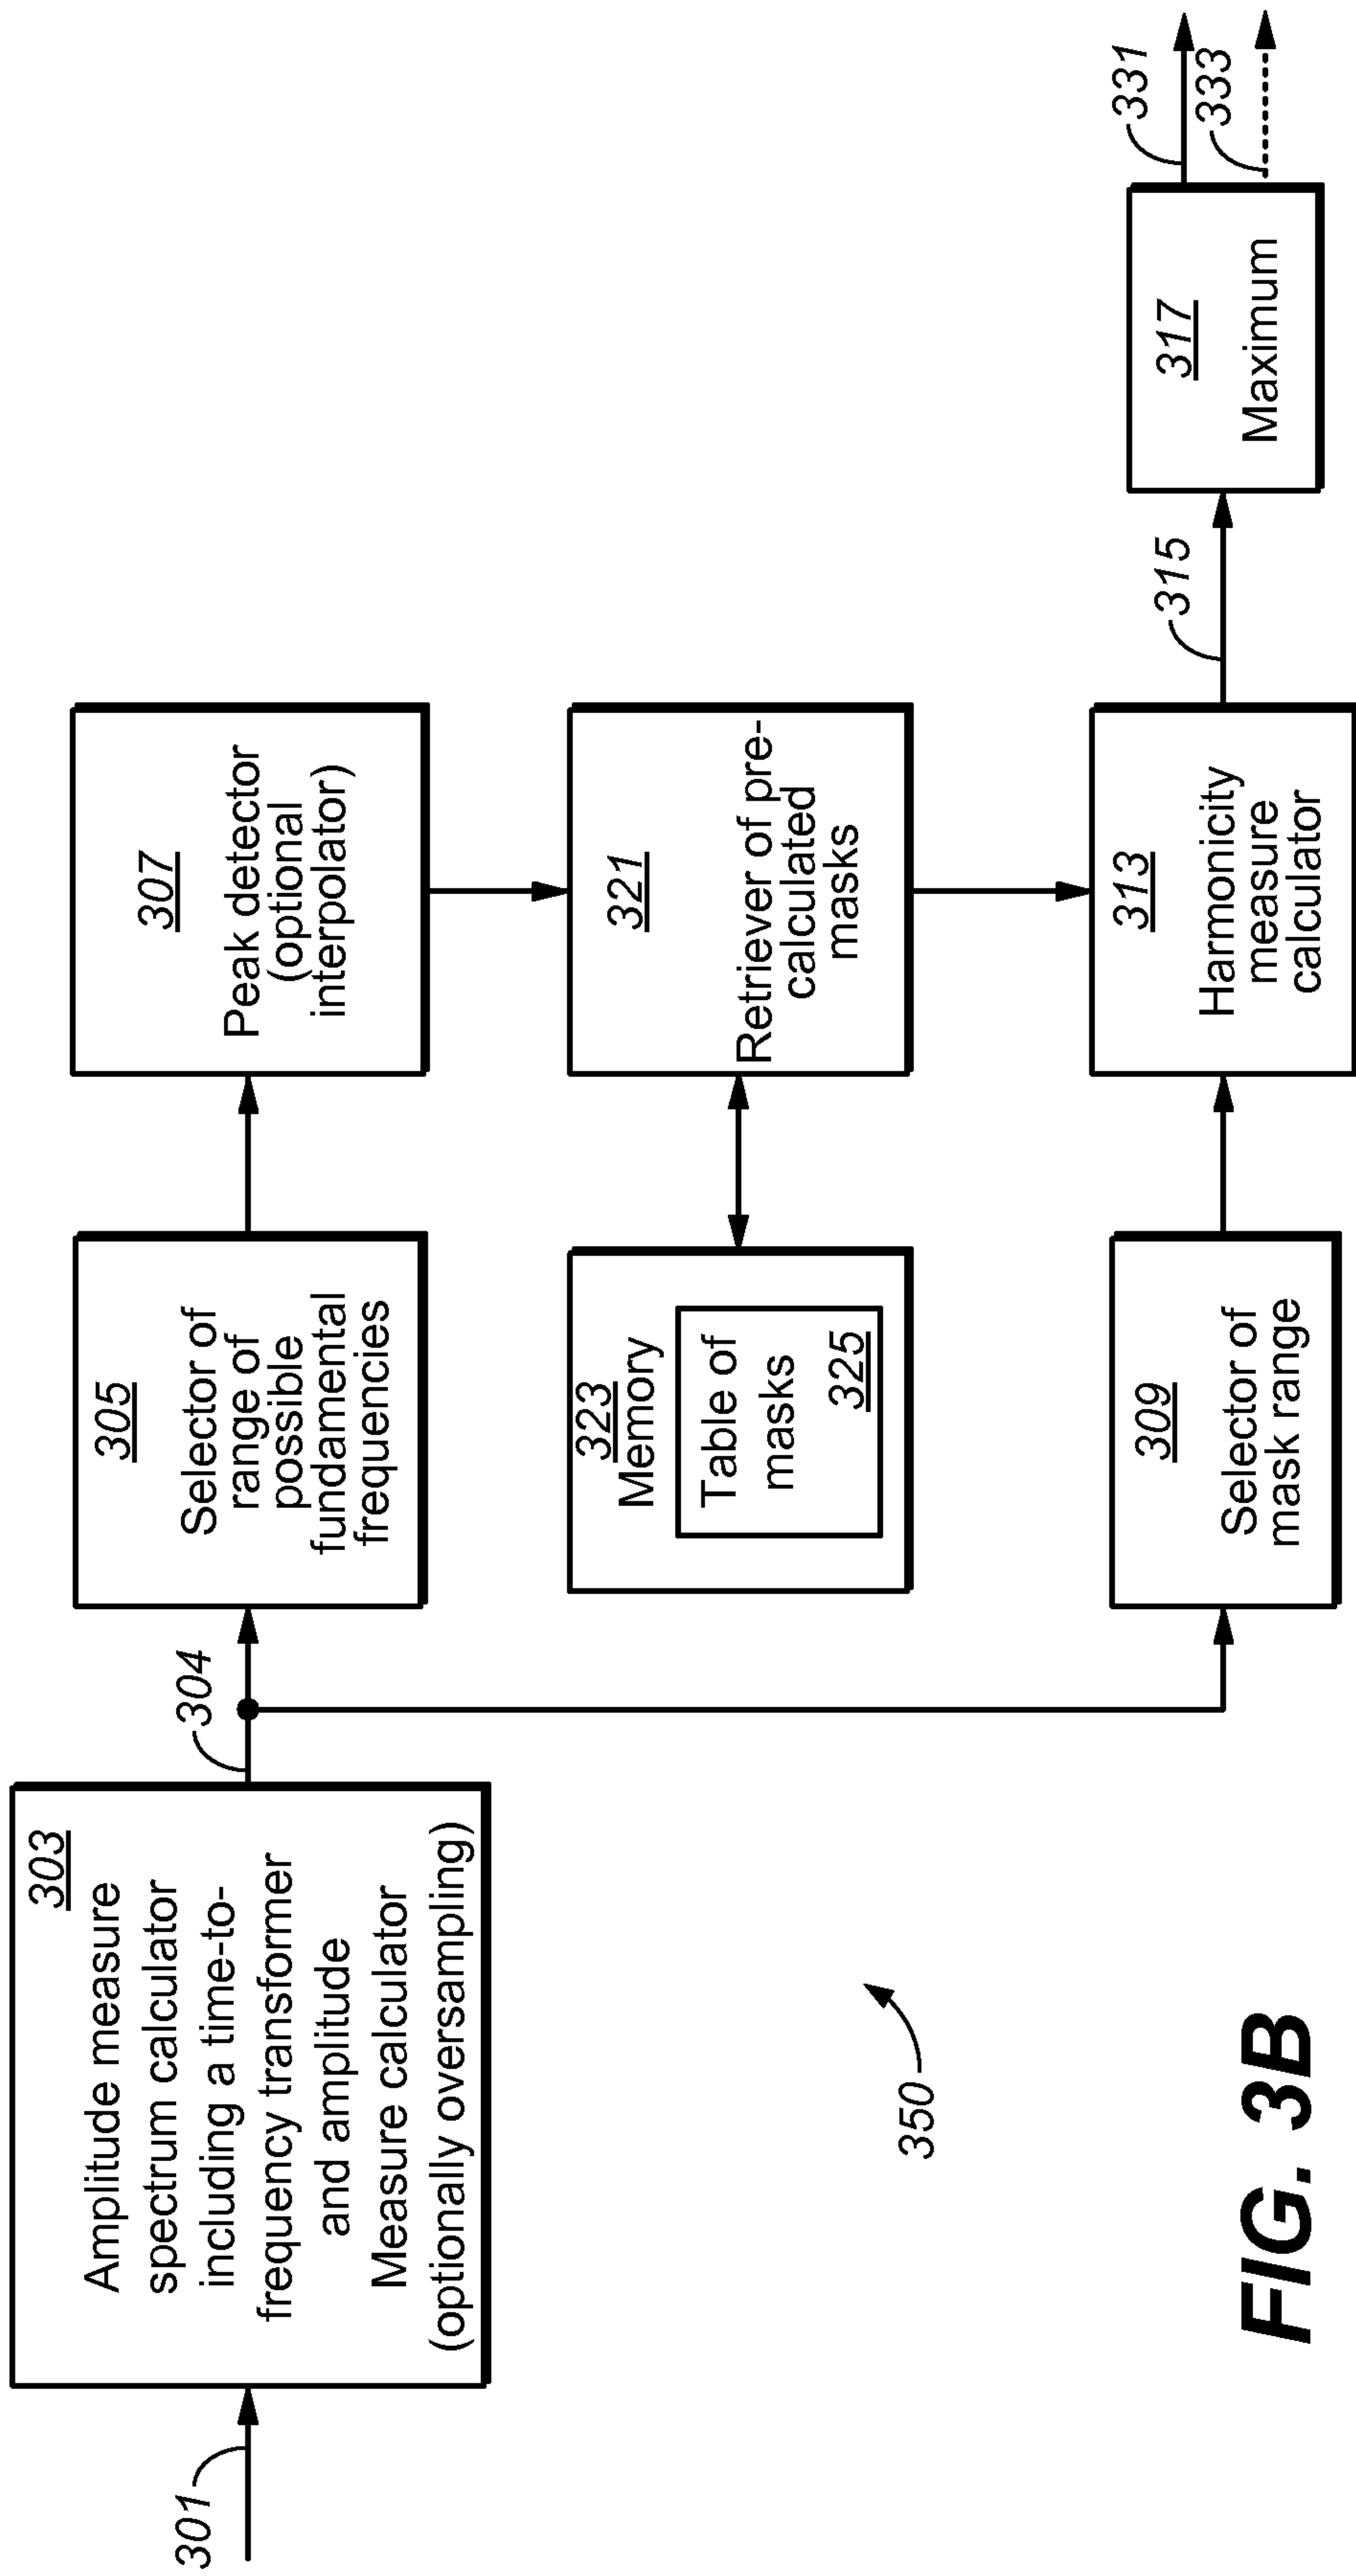 301
303
Amplitude measure
spectrum calculator
including a time-to-
frequency transformer
and amplitude
Measure calculator
(optionally oversampling)
304
305
Selector of
range of
possible
fundamental
frequencies
307
Peak detector
(optional
interpolator)
323
Memory
Table of
masks
325
321
Retriever of pre-
calculated
masks
309
Selector of
mask range
313
Harmonicity
measure
calculator
315
317
Maximum
331
333
350
FIG. 3B